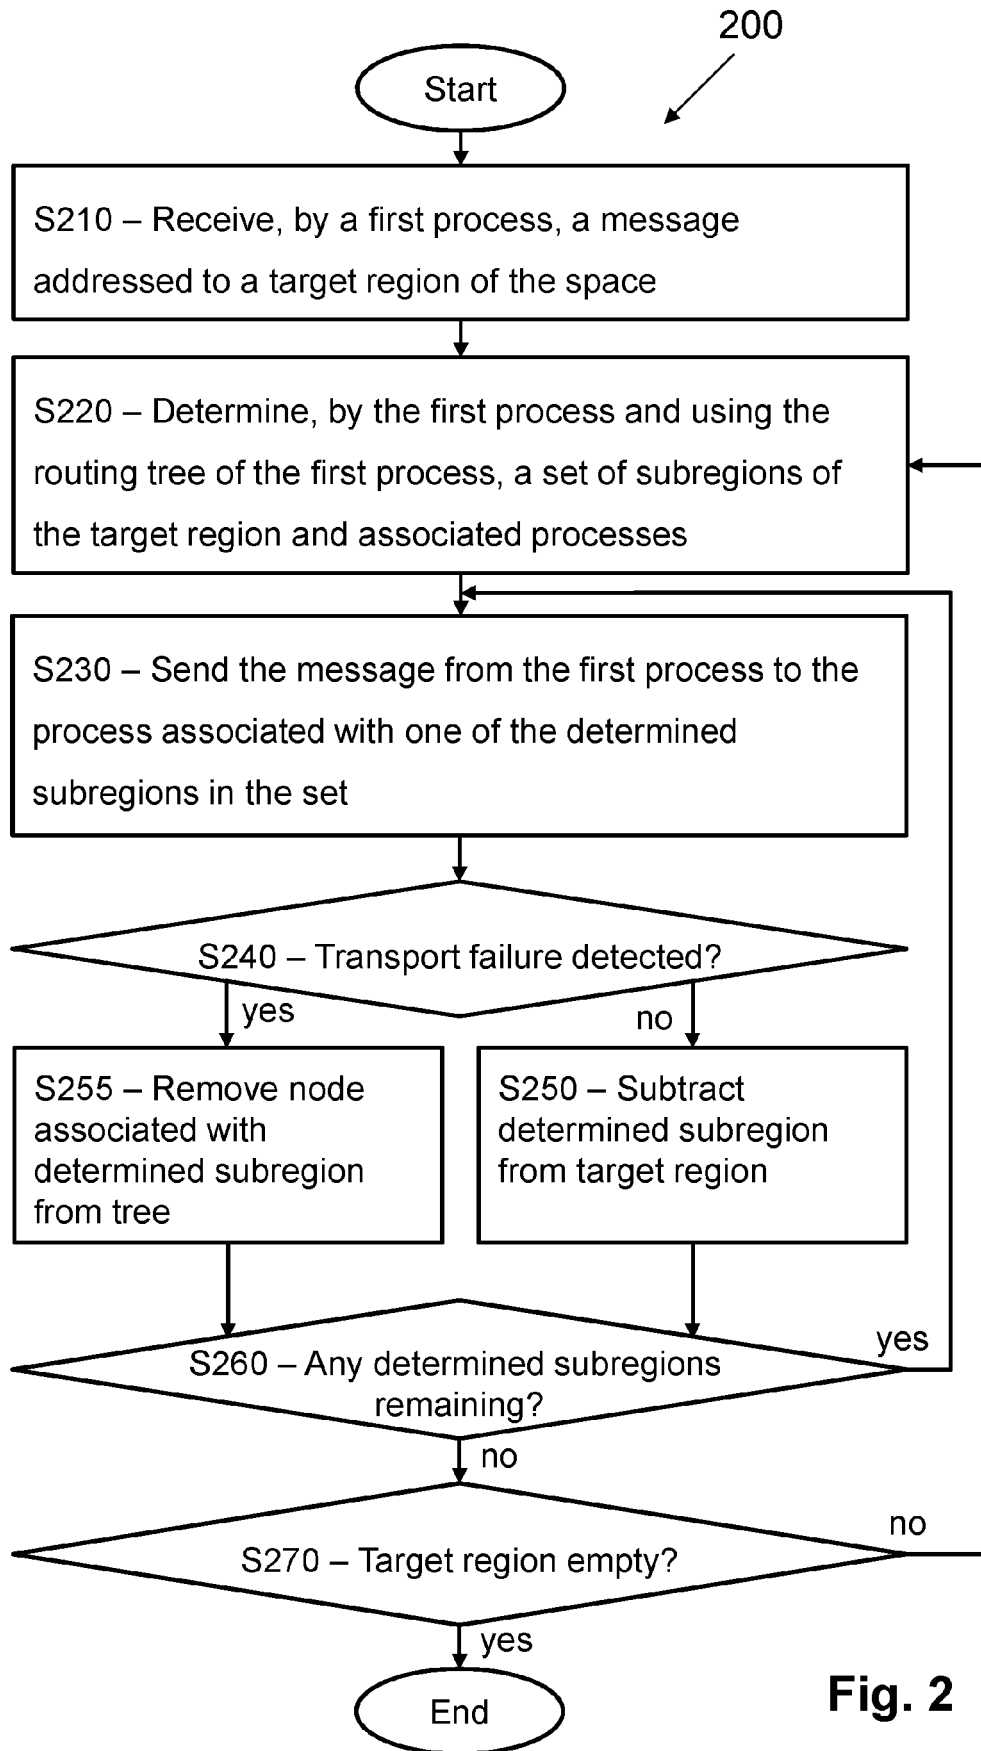 200
Start
S210 – Receive, by a first process, a message
addressed to a target region of the space
S220 – Determine, by the first process and using the
routing tree of the first process, a set of subregions of
the target region and associated processes
S230 – Send the message from the first process to the
process associated with one of the determined
subregions in the set
S240 – Transport failure detected?
yes
no
S255 – Remove node
associated with
determined subregion
from tree
S250 – Subtract
determined subregion
from target region
S260 – Any determined subregions
remaining?
yes
no
S270 – Target region empty?
no
yes
End
Fig. 2